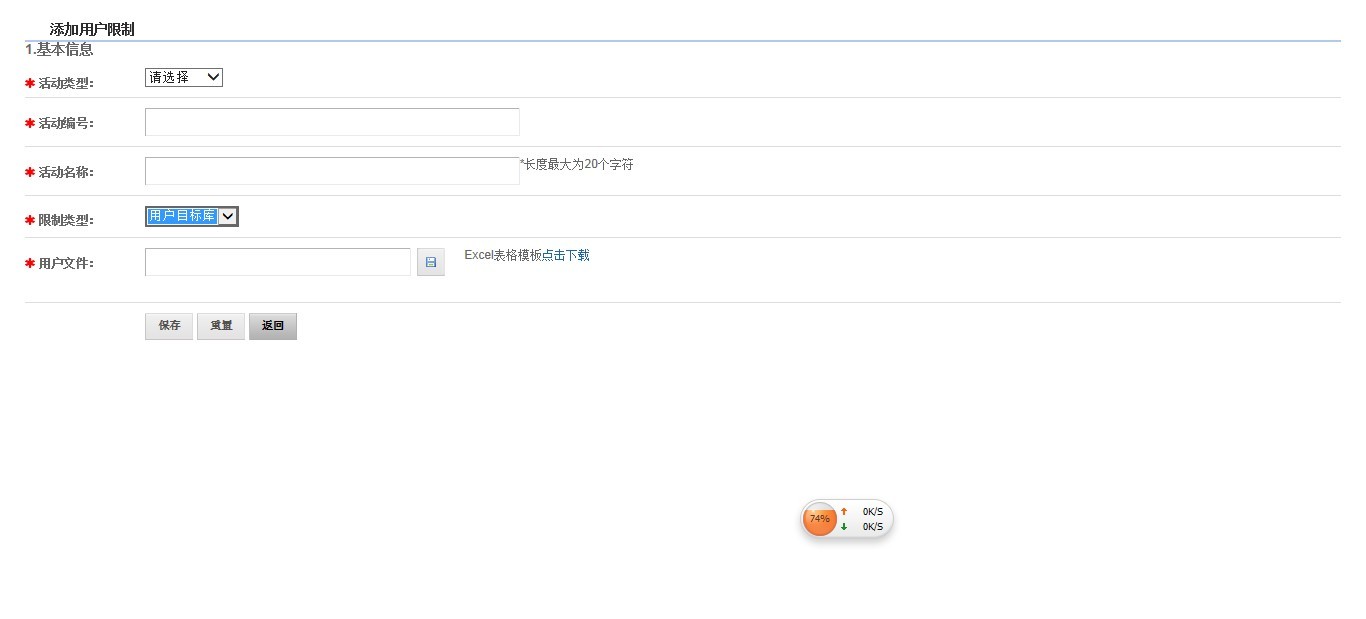 添加用户限制
1.基本信息
✱ 活动类型: 请选择
✱ 活动编号:
✱ 活动名称: *长度最大为20个字符
✱ 限制类型: 用户目标库
✱ 用户文件: Excel表格模板点击下载
保存 重置 返回
74% ↑ 0K/S
↓ 0K/S